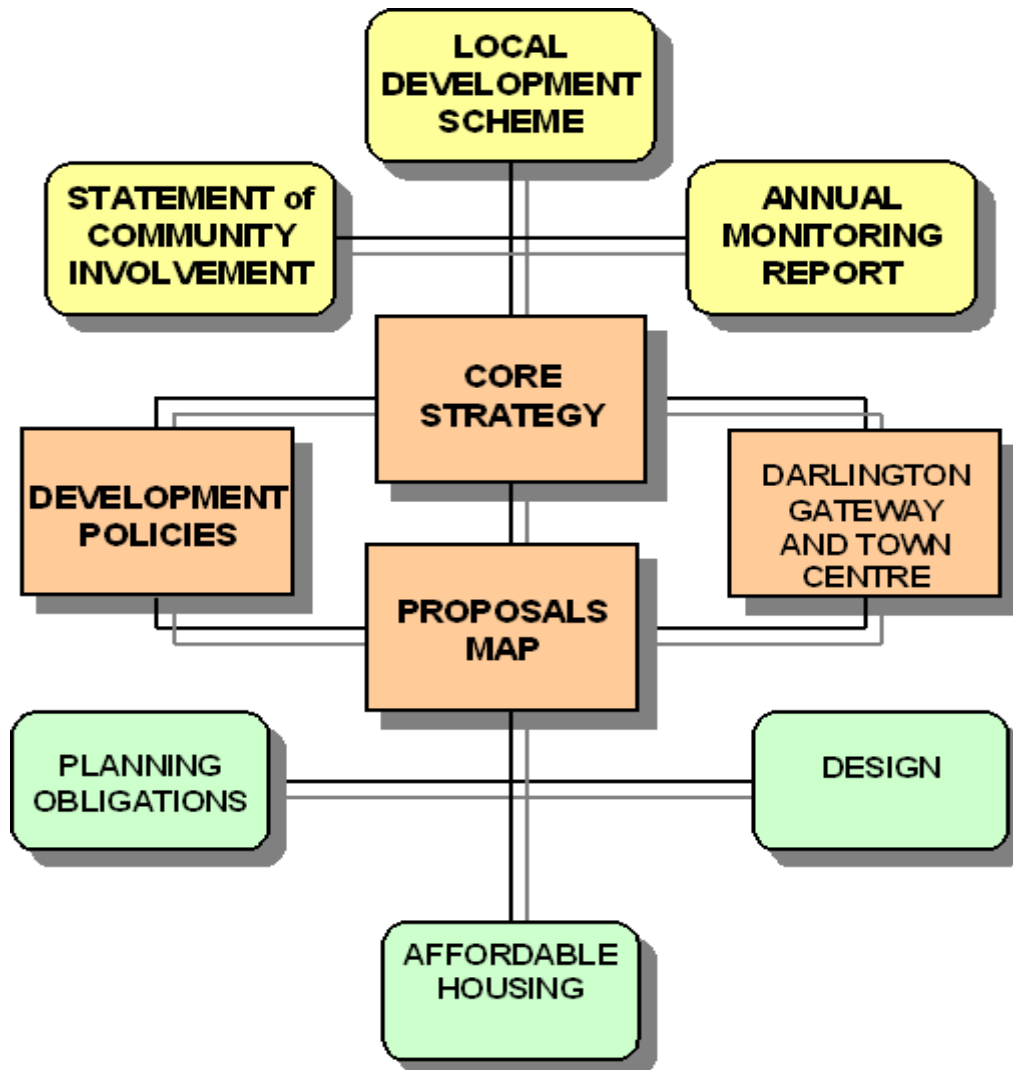 LOCAL
DEVELOPMENT
SCHEME
STATEMENT of
COMMUNITY
INVOLVEMENT
ANNUAL
MONITORING
REPORT
CORE
STRATEGY
DEVELOPMENT
POLICIES
DARLINGTON
GATEWAY
AND TOWN
CENTRE
PROPOSALS
MAP
PLANNING
OBLIGATIONS
DESIGN
AFFORDABLE
HOUSING